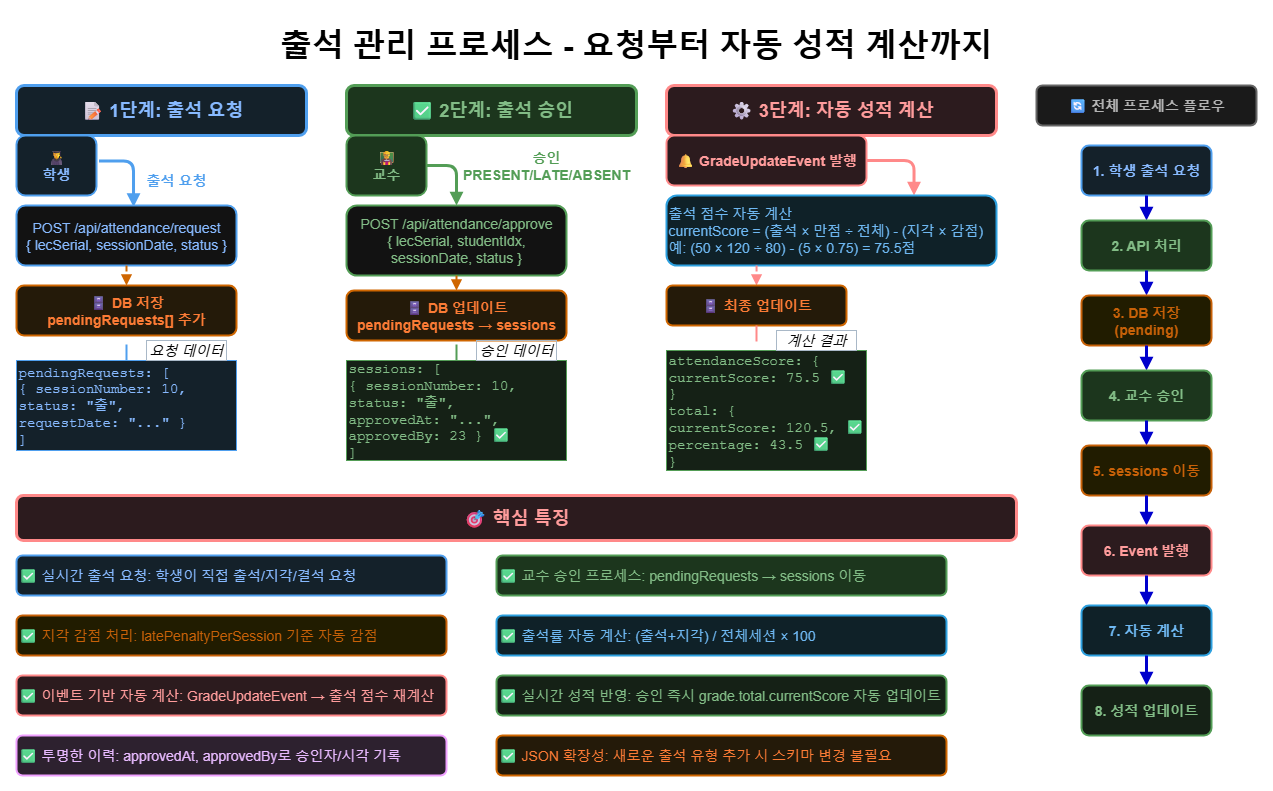 출석 관리 프로세스 - 요청부터 자동 성적 계산까지
📝 1단계: 출석 요청
학생
출석 요청
POST /api/attendance/request
{ lecSerial, sessionDate, status }
🗄️ DB 저장
pendingRequests[] 추가
요청 데이터
pendingRequests: [
{ sessionNumber: 10,
status: "출",
requestDate: "..." }
]
✅ 2단계: 출석 승인
교수
승인
PRESENT/LATE/ABSENT
POST /api/attendance/approve
{ lecSerial, studentIdx,
sessionDate, status }
🗄️ DB 업데이트
pendingRequests → sessions
승인 데이터
sessions: [
{ sessionNumber: 10,
status: "출",
approvedAt: "...",
approvedBy: 23 } ✅
]
⚙️ 3단계: 자동 성적 계산
🔔 GradeUpdateEvent 발행
출석 점수 자동 계산
currentScore = (출석 × 만점 ÷ 전체) - (지각 × 감점)
예: (50 × 120 ÷ 80) - (5 × 0.75) = 75.5점
🗄️ 최종 업데이트
계산 결과
attendanceScore: {
currentScore: 75.5 ✅
}
total: {
currentScore: 120.5, ✅
percentage: 43.5 ✅
}
🔄 전체 프로세스 플로우
1. 학생 출석 요청
2. API 처리
3. DB 저장
(pending)
4. 교수 승인
5. sessions 이동
6. Event 발행
7. 자동 계산
8. 성적 업데이트
🎯 핵심 특징
✅ 실시간 출석 요청: 학생이 직접 출석/지각/결석 요청
✅ 교수 승인 프로세스: pendingRequests → sessions 이동
✅ 지각 감점 처리: latePenaltyPerSession 기준 자동 감점
✅ 출석률 자동 계산: (출석+지각) / 전체세션 × 100
✅ 이벤트 기반 자동 계산: GradeUpdateEvent → 출석 점수 재계산
✅ 실시간 성적 반영: 승인 즉시 grade.total.currentScore 자동 업데이트
✅ 투명한 이력: approvedAt, approvedBy로 승인자/시각 기록
✅ JSON 확장성: 새로운 출석 유형 추가 시 스키마 변경 불필요